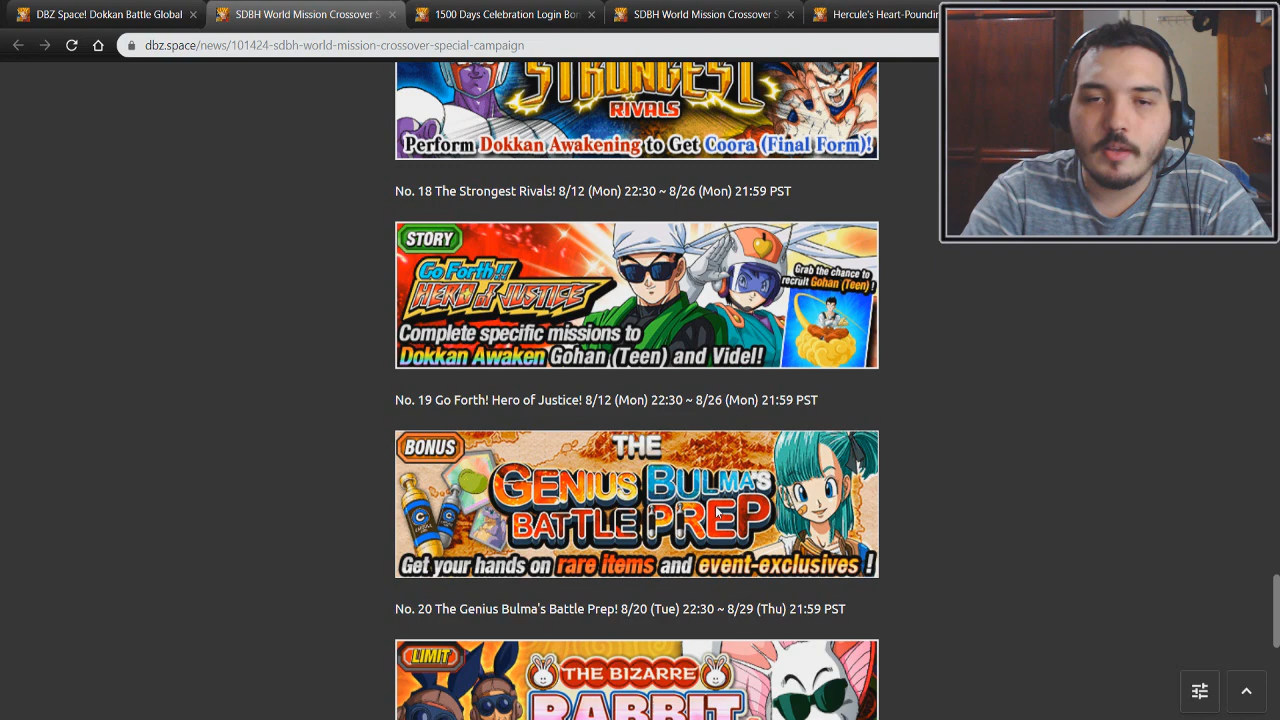 DBZ Space! Dokkan Battle Global
SDBH World Mission Crossover S
1500 Days Celebration Login Bon
SDBH World Mission Crossover S
Hercule's Heart-Poundin
dbz.space/news/101424-sdbh-world-mission-crossover-special-campaign
STRONGEST
RIVALS
Perform Dokkan Awakening to Get Coora (Final Form)!
No. 18 The Strongest Rivals! 8/12 (Mon) 22:30 ~ 8/26 (Mon) 21:59 PST
STORY
Go Forth!!
HERO of JUSTICE
Grab the chance to
recruit Gohan (Teen)!
Complete specific missions to
Dokkan Awaken Gohan (Teen) and Videl!
No. 19 Go Forth! Hero of Justice! 8/12 (Mon) 22:30 ~ 8/26 (Mon) 21:59 PST
BONUS
THE
GENIUS BULMA'S
BATTLE PREP
Get your hands on rare items and event-exclusives!
No. 20 The Genius Bulma's Battle Prep! 8/20 (Tue) 22:30 ~ 8/29 (Thu) 21:59 PST
LIMIT
THE BIZARRE
RABBIT